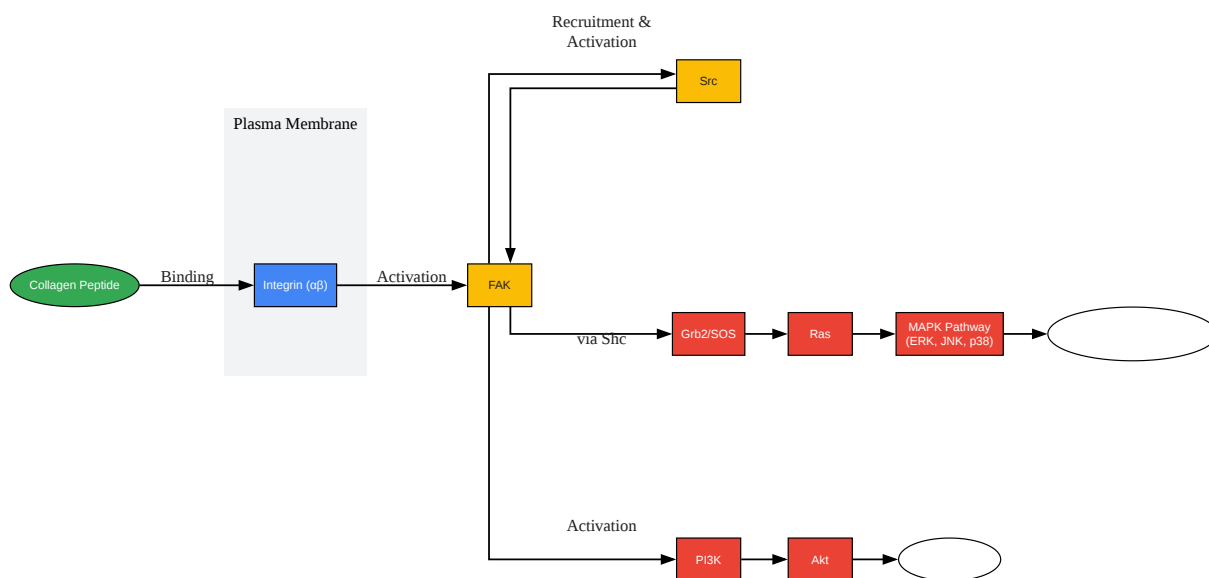 Recruitment &
Activation
Src
Plasma Membrane
Collagen Peptide
Binding
Integrin (αβ)
Activation
FAK
via Shc
Grb2/SOS
Ras
MAPK Pathway
(ERK, JNK, p38)
Activation
PI3K
Akt